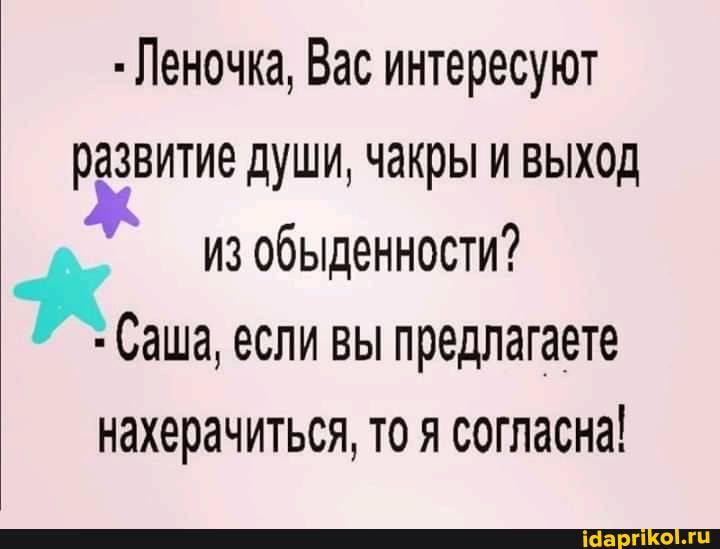 - Леночка, Вас интересуют
развитие души, чакры и выход
из обыденности?
- Саша, если вы предлагаете
нахерачиться, то я согласна!
idaprikol.ru